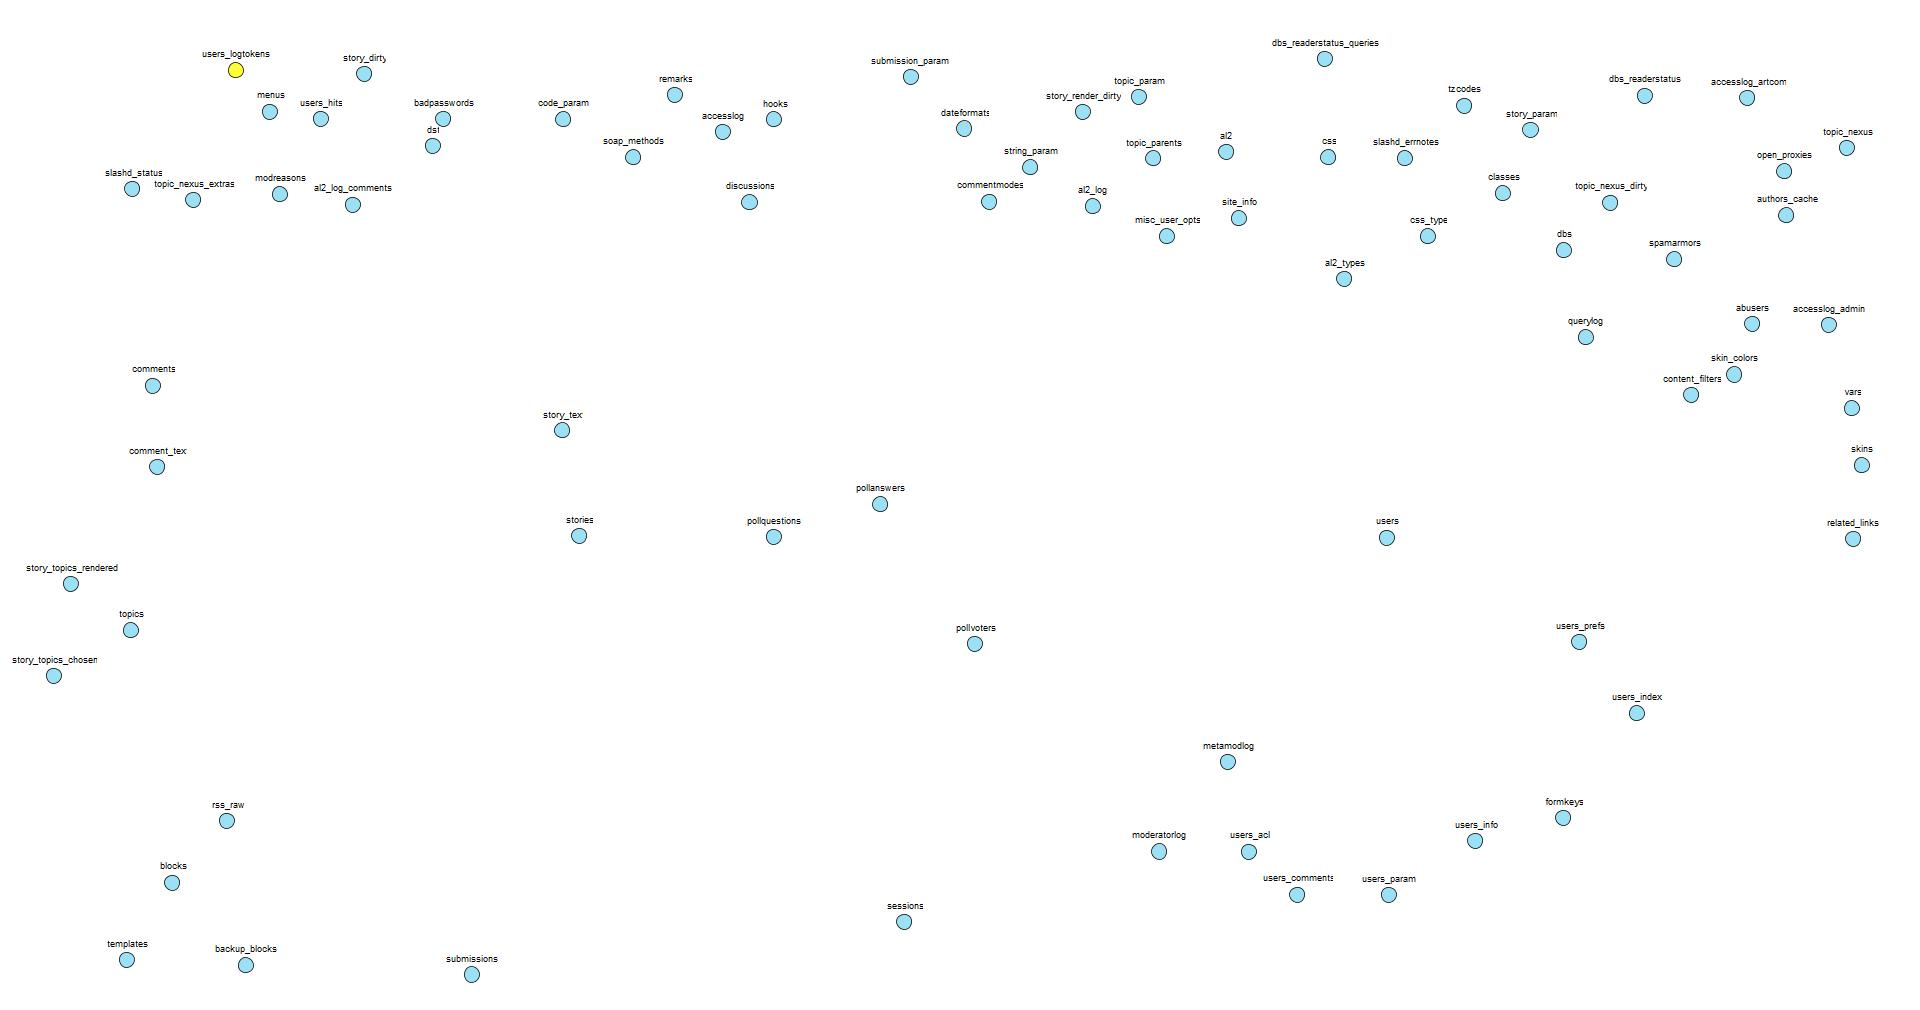 dbs_readerstatus_queries
users_logtokens
story_dirty
submission_param
remarks
topic_param
dbs_readerstatus
accesslog_artcom
menus
users_hits
badpasswords
code_param
hooks
story_render_dirty
tzcodes
accesslog
dateformats
story_param
dst
soap_methods
string_param
topic_parents
al2
css
slashd_errnotes
topic_nexus
open_proxies
slashd_status
topic_nexus_extras
modreasons
al2_log_comments
discussions
commentmodes
al2_log
classes
topic_nexus_dirty
authors_cache
misc_user_opts
site_info
css_type
dbs
spamarmors
al2_types
querylog
abusers
accesslog_admin
skin_colors
comments
content_filters
vars
story_tex
comment_tex
skins
pollanswers
stories
pollquestions
users
related_links
story_topics_rendered
topics
pollvoters
users_prefs
story_topics_chosen
users_index
metamodlog
rss_raw
formkeys
moderatorlog
users_acl
users_info
blocks
users_comments
users_param
sessions
templates
backup_blocks
submissions